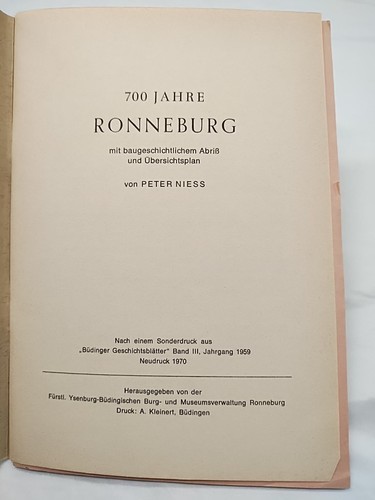 700 JAHRE
RONNEBURG
mit baugeschichtlichem Abriß
und Übersichtsplan
von PETER NIESS
Nach einem Sonderdruck aus
„Büdinger Geschichtsblätter" Band III, Jahrgang 1959
Neudruck 1970
Herausgegeben von der
Fürstl. Ysenburg-Büdingischen Burg- und Museumsverwaltung Ronneburg
Druck: A. Kleinert, Büdingen